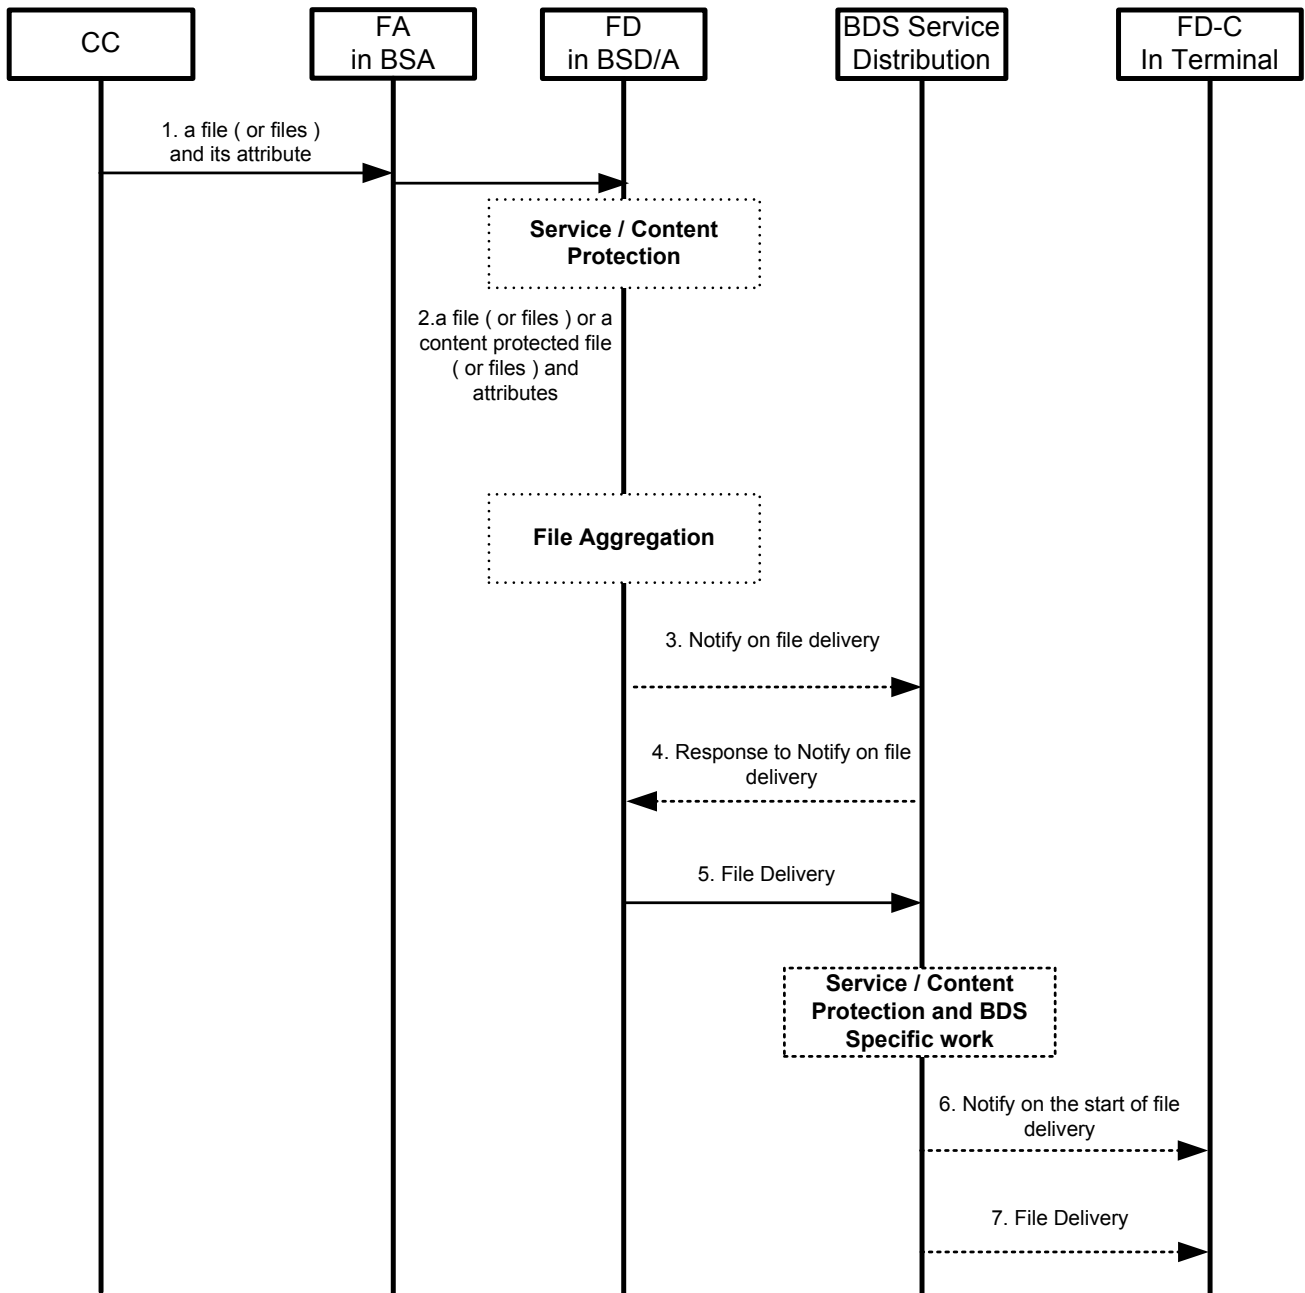 CC
FA
in BSA
FD
in BSD/A
BDS Service
Distribution
FD-C
In Terminal
1. a file ( or files )
and its attribute
Service / Content
Protection
2.a file ( or files ) or a
content protected file
( or files ) and
attributes
File Aggregation
3. Notify on file delivery
4. Response to Notify on file
delivery
5. File Delivery
Service / Content
Protection and BDS
Specific work
6. Notify on the start of file
delivery
7. File Delivery